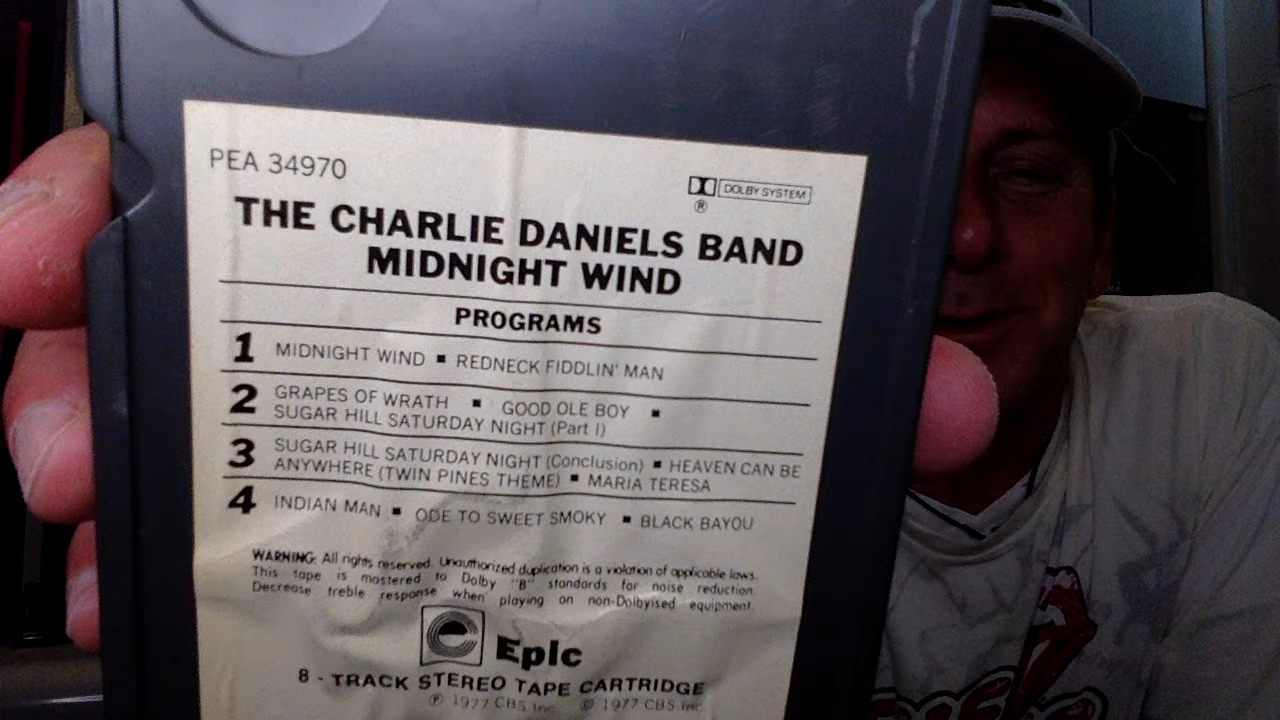 PEA 34970
DOLBY SYSTEM
®
THE CHARLIE DANIELS BAND
MIDNIGHT WIND
PROGRAMS
1 MIDNIGHT WIND ■ REDNECK FIDDLIN' MAN
2 GRAPES OF WRATH ■ GOOD OLE BOY ■
SUGAR HILL SATURDAY NIGHT (Part I)
3 SUGAR HILL SATURDAY NIGHT (Conclusion) ■ HEAVEN CAN BE
ANYWHERE (TWIN PINES THEME) ■ MARIA TERESA
4 INDIAN MAN ■ ODE TO SWEET SMOKY ■ BLACK BAYOU
WARNING: All rights reserved. Unauthorized duplication is a violation of applicable laws.
This tape is mastered to Dolby "B" standards for noise reduction.
Decrease treble response when playing on non-Dolbyised equipment.
e Epic
8 - TRACK STEREO TAPE CARTRIDGE
℗ 1977 CBS Inc. © 1977 CBS Inc.